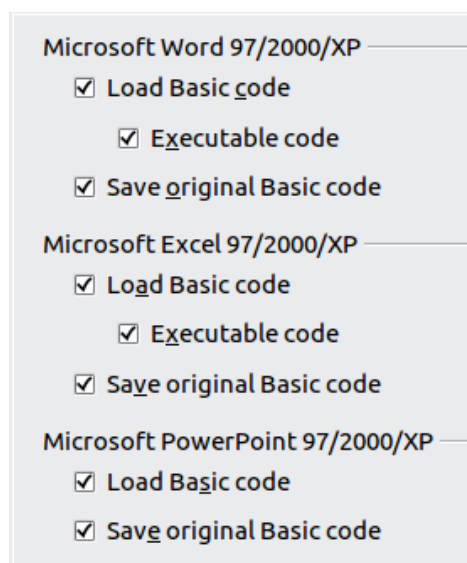 Microsoft Word 97/2000/XP
Load Basic code
Executable code
Save original Basic code
Microsoft Excel 97/2000/XP
Load Basic code
Executable code
Save original Basic code
Microsoft PowerPoint 97/2000/XP
Load Basic code
Save original Basic code